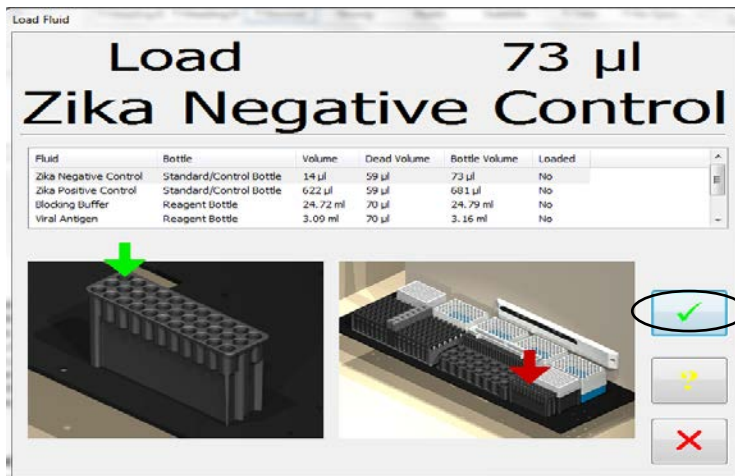 Load Fluid
Load 73 µl
Zika Negative Control
Fluid Bottle Volume Dead Volume Bottle Volume Loaded
Zika Negative Control Standard/Control Bottle 14 µl 59 µl 73 µl No
Zika Positive Control Standard/Control Bottle 622 µl 59 µl 681 µl No
Blocking Buffer Reagent Bottle 24.72 ml 70 µl 24.79 ml No
Viral Antigen Reagent Bottle 3.09 ml 70 µl 3.16 ml No
?